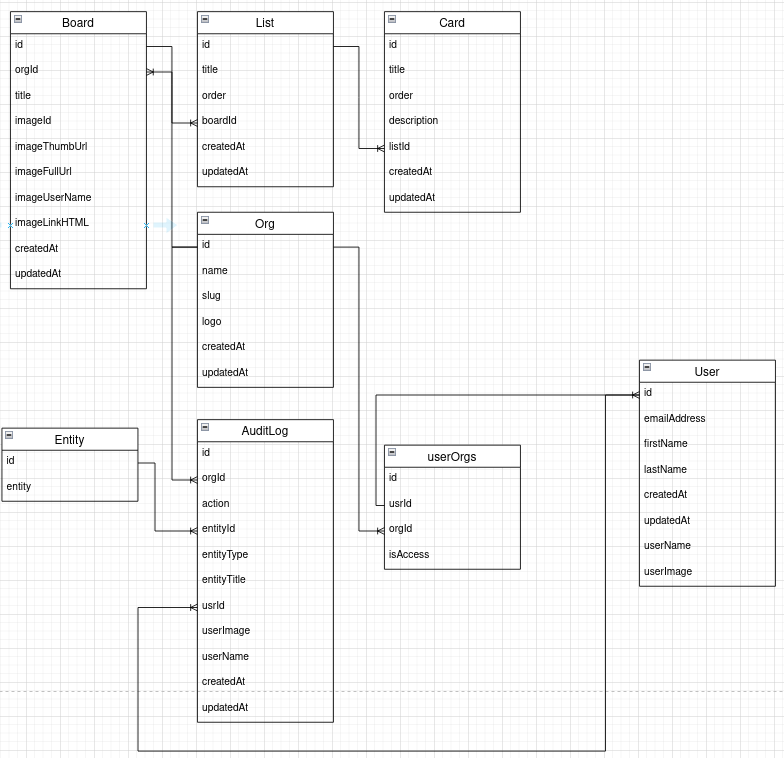 Board
id
orgId
title
imageId
imageThumbUrl
imageFullUrl
imageUserName
imageLinkHTML
createdAt
updatedAt
List
id
title
order
boardId
createdAt
updatedAt
Card
id
title
order
description
listId
createdAt
updatedAt
Org
id
name
slug
logo
createdAt
updatedAt
Entity
id
entity
AuditLog
id
orgId
action
entityId
entityType
entityTitle
usrId
userImage
userName
createdAt
updatedAt
userOrgs
id
usrId
orgId
isAccess
User
id
emailAddress
firstName
lastName
createdAt
updatedAt
userName
userImage